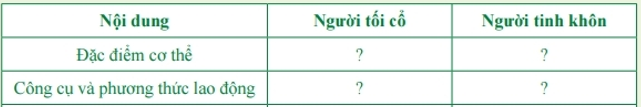 Nội dung Người tối cổ Người tinh khôn
Đặc điểm cơ thể ? ?
Công cụ và phương thức lao động ? ?